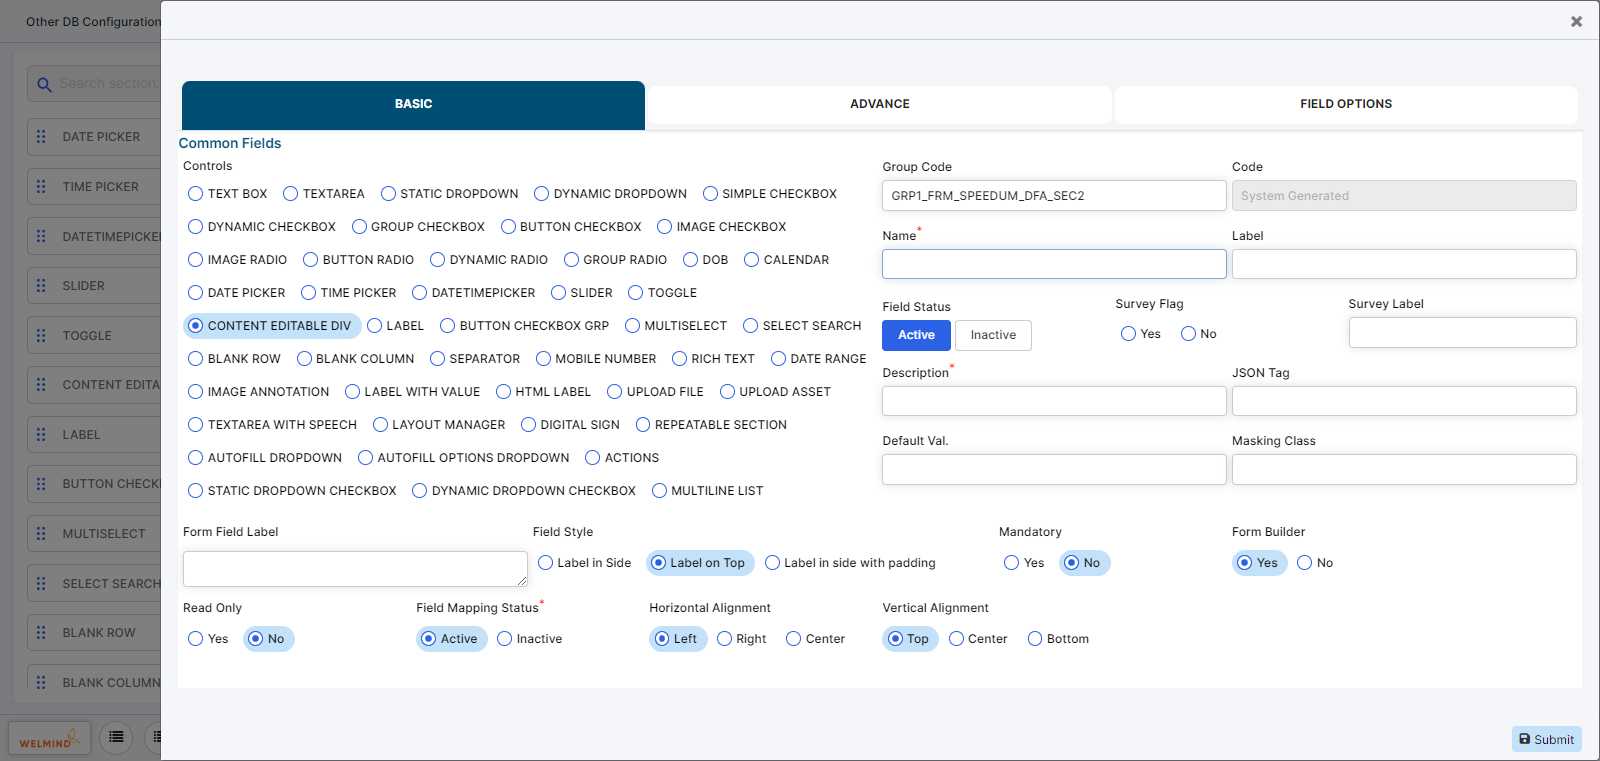 Other DB Configuration
Search section
DATE PICKER
TIME PICKER
DATETIMEPICKE
SLIDER
TOGGLE
CONTENT EDITA
LABEL
BUTTON CHECK
MULTISELECT
SELECT SEARCH
BLANK ROW
BLANK COLUMN
WELMIND
BASIC ADVANCE FIELD OPTIONS
Common Fields
Controls
TEXT BOX TEXTAREA STATIC DROPDOWN DYNAMIC DROPDOWN SIMPLE CHECKBOX
DYNAMIC CHECKBOX GROUP CHECKBOX BUTTON CHECKBOX IMAGE CHECKBOX
IMAGE RADIO BUTTON RADIO DYNAMIC RADIO GROUP RADIO DOB CALENDAR
DATE PICKER TIME PICKER DATETIMEPICKER SLIDER TOGGLE
CONTENT EDITABLE DIV LABEL BUTTON CHECKBOX GRP MULTISELECT SELECT SEARCH
BLANK ROW BLANK COLUMN SEPARATOR MOBILE NUMBER RICH TEXT DATE RANGE
IMAGE ANNOTATION LABEL WITH VALUE HTML LABEL UPLOAD FILE UPLOAD ASSET
TEXTAREA WITH SPEECH LAYOUT MANAGER DIGITAL SIGN REPEATABLE SECTION
AUTOFILL DROPDOWN AUTOFILL OPTIONS DROPDOWN ACTIONS
STATIC DROPDOWN CHECKBOX DYNAMIC DROPDOWN CHECKBOX MULTILINE LIST
Group Code Code
GRP1_FRM_SPEEDUM_DFA_SEC2 System Generated
Name* Label
Field Status Survey Flag Survey Label
Active Inactive Yes No
Description* JSON Tag
Default Val. Masking Class
Form Field Label Field Style Mandatory Form Builder
Label in Side Label on Top Label in side with padding Yes No Yes No
Read Only Field Mapping Status* Horizontal Alignment Vertical Alignment
Yes No Active Inactive Left Right Center Top Center Bottom
Submit